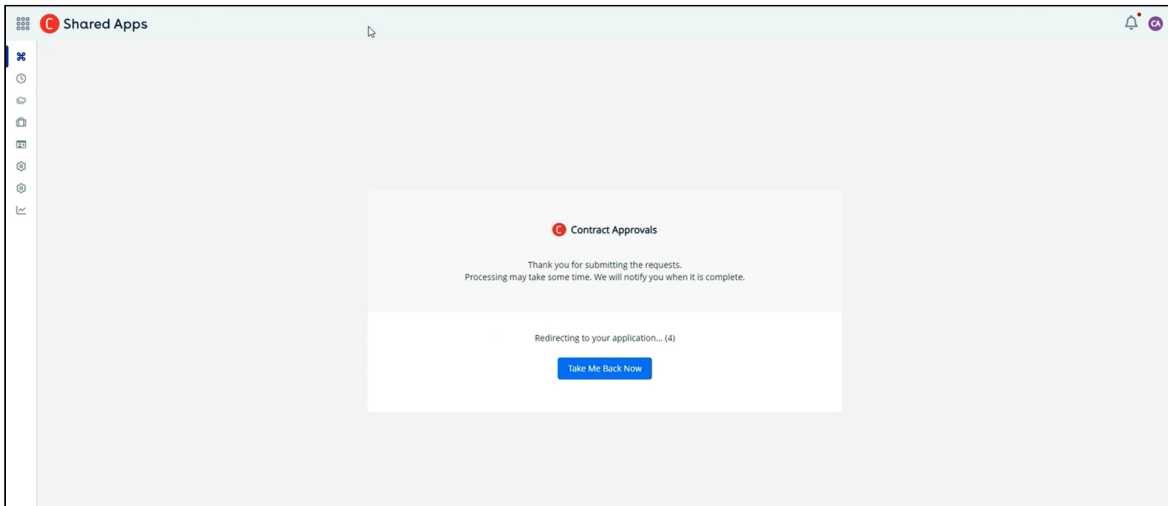 C Shared Apps
CA
C Contract Approvals
Thank you for submitting the requests.
Processing may take some time. We will notify you when it is complete.
Redirecting to your application... (4)
Take Me Back Now